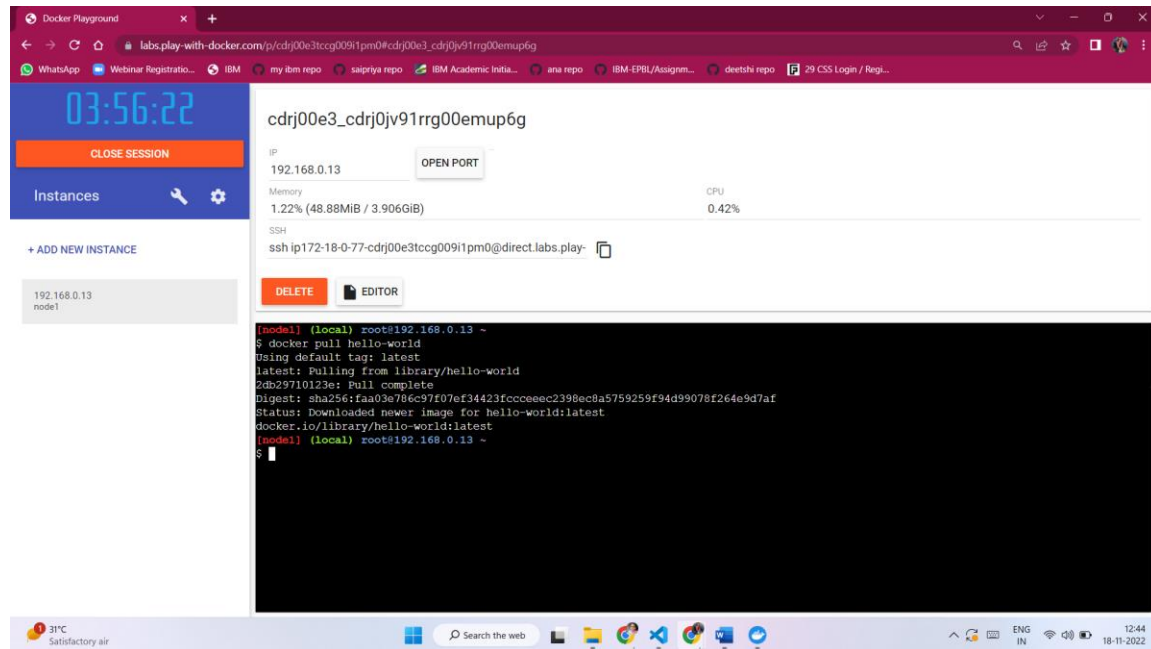 Docker Playground
labs.play-with-docker.com/p/cdrj00e3tccg009i1pm0#cdrj00e3_cdrj0jv91rrg00emup6g
WhatsApp Webinar Registratio... IBM my ibm repo saipriya repo IBM Academic Initia... ana repo IBM-EPBL/Assignm... deetshi repo 29 CSS Login / Regi...
03:56:22
CLOSE SESSION
Instances
+ ADD NEW INSTANCE
192.168.0.13
node1
cdrj00e3_cdrj0jv91rrg00emup6g
IP
192.168.0.13
OPEN PORT
Memory
1.22% (48.88MiB / 3.906GiB)
CPU
0.42%
SSH
ssh ip172-18-0-77-cdrj00e3tccg009i1pm0@direct.labs.play-
DELETE EDITOR
[node1] (local) root@192.168.0.13 ~
$ docker pull hello-world
Using default tag: latest
latest: Pulling from library/hello-world
2db29710123e: Pull complete
Digest: sha256:faa03e786c97f07ef34423fccceeec2398ec8a5759259f94d99078f264e9d7af
Status: Downloaded newer image for hello-world:latest
docker.io/library/hello-world:latest
[node1] (local) root@192.168.0.13 ~
$
1
31°C
Satisfactory air
Search the web
ENG
IN
12:44
18-11-2022